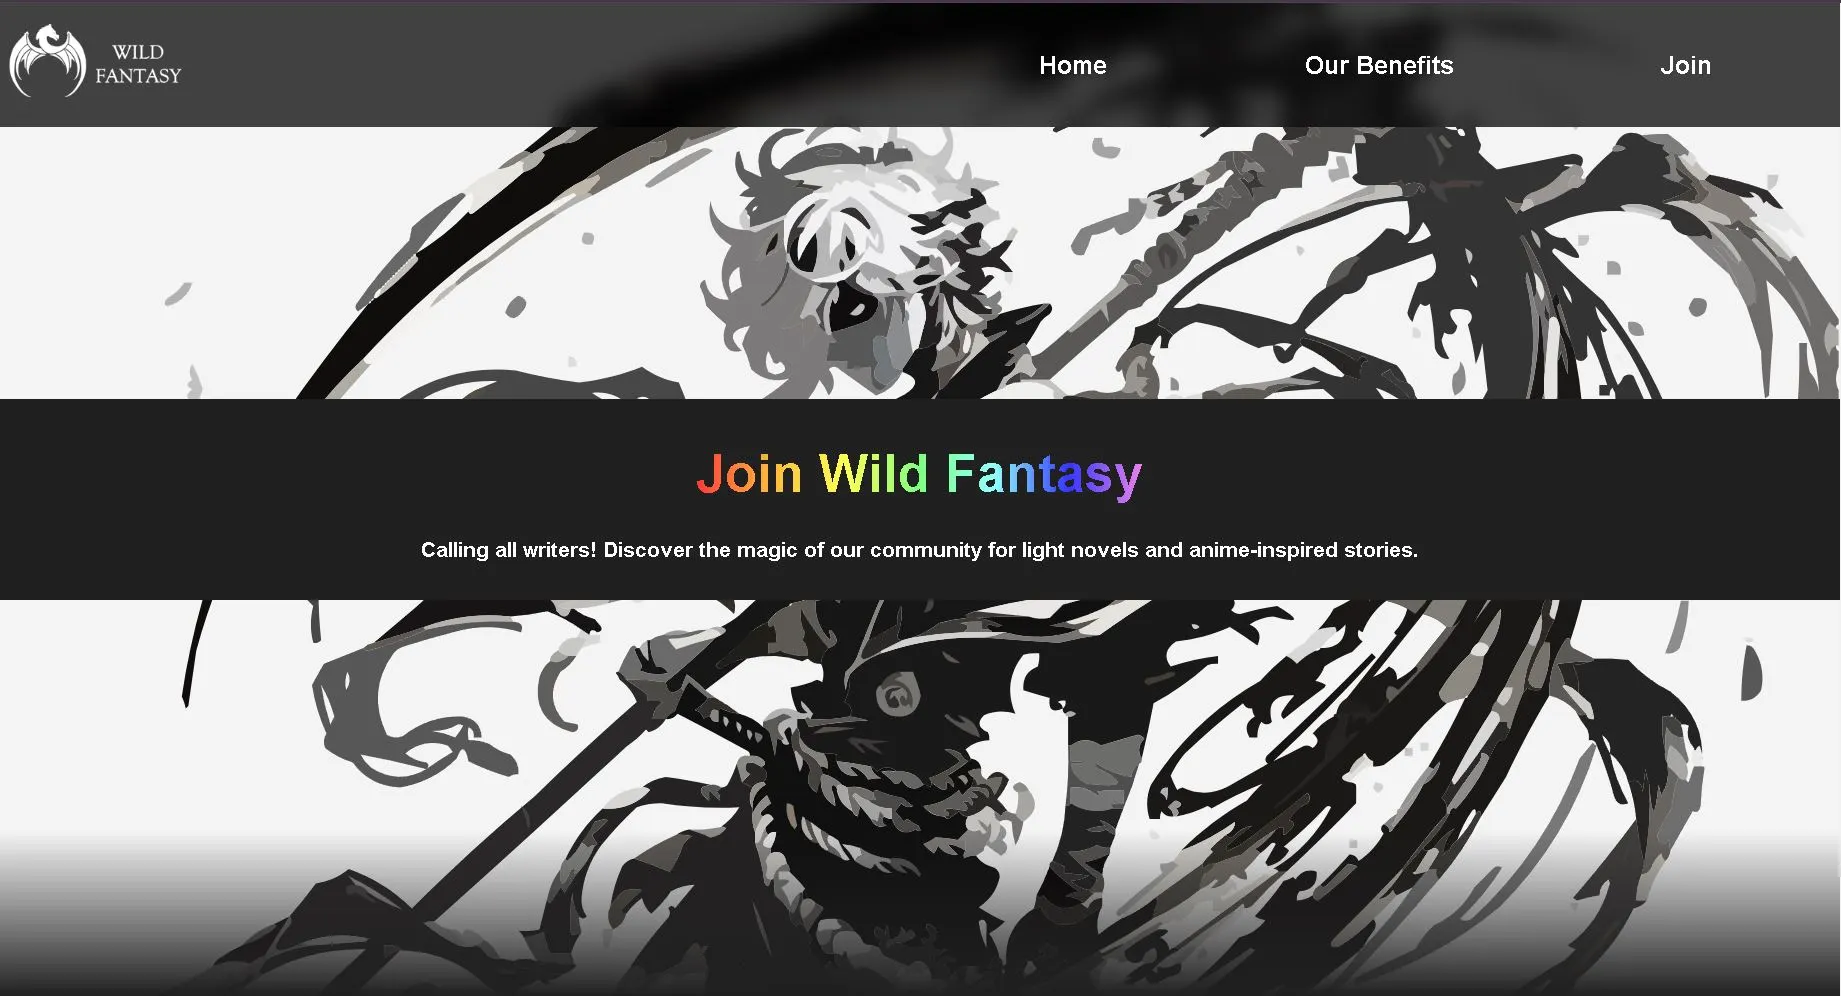 WILD
FANTASY
Home
Our Benefits
Join
Join Wild Fantasy
Calling all writers! Discover the magic of our community for light novels and anime-inspired stories.